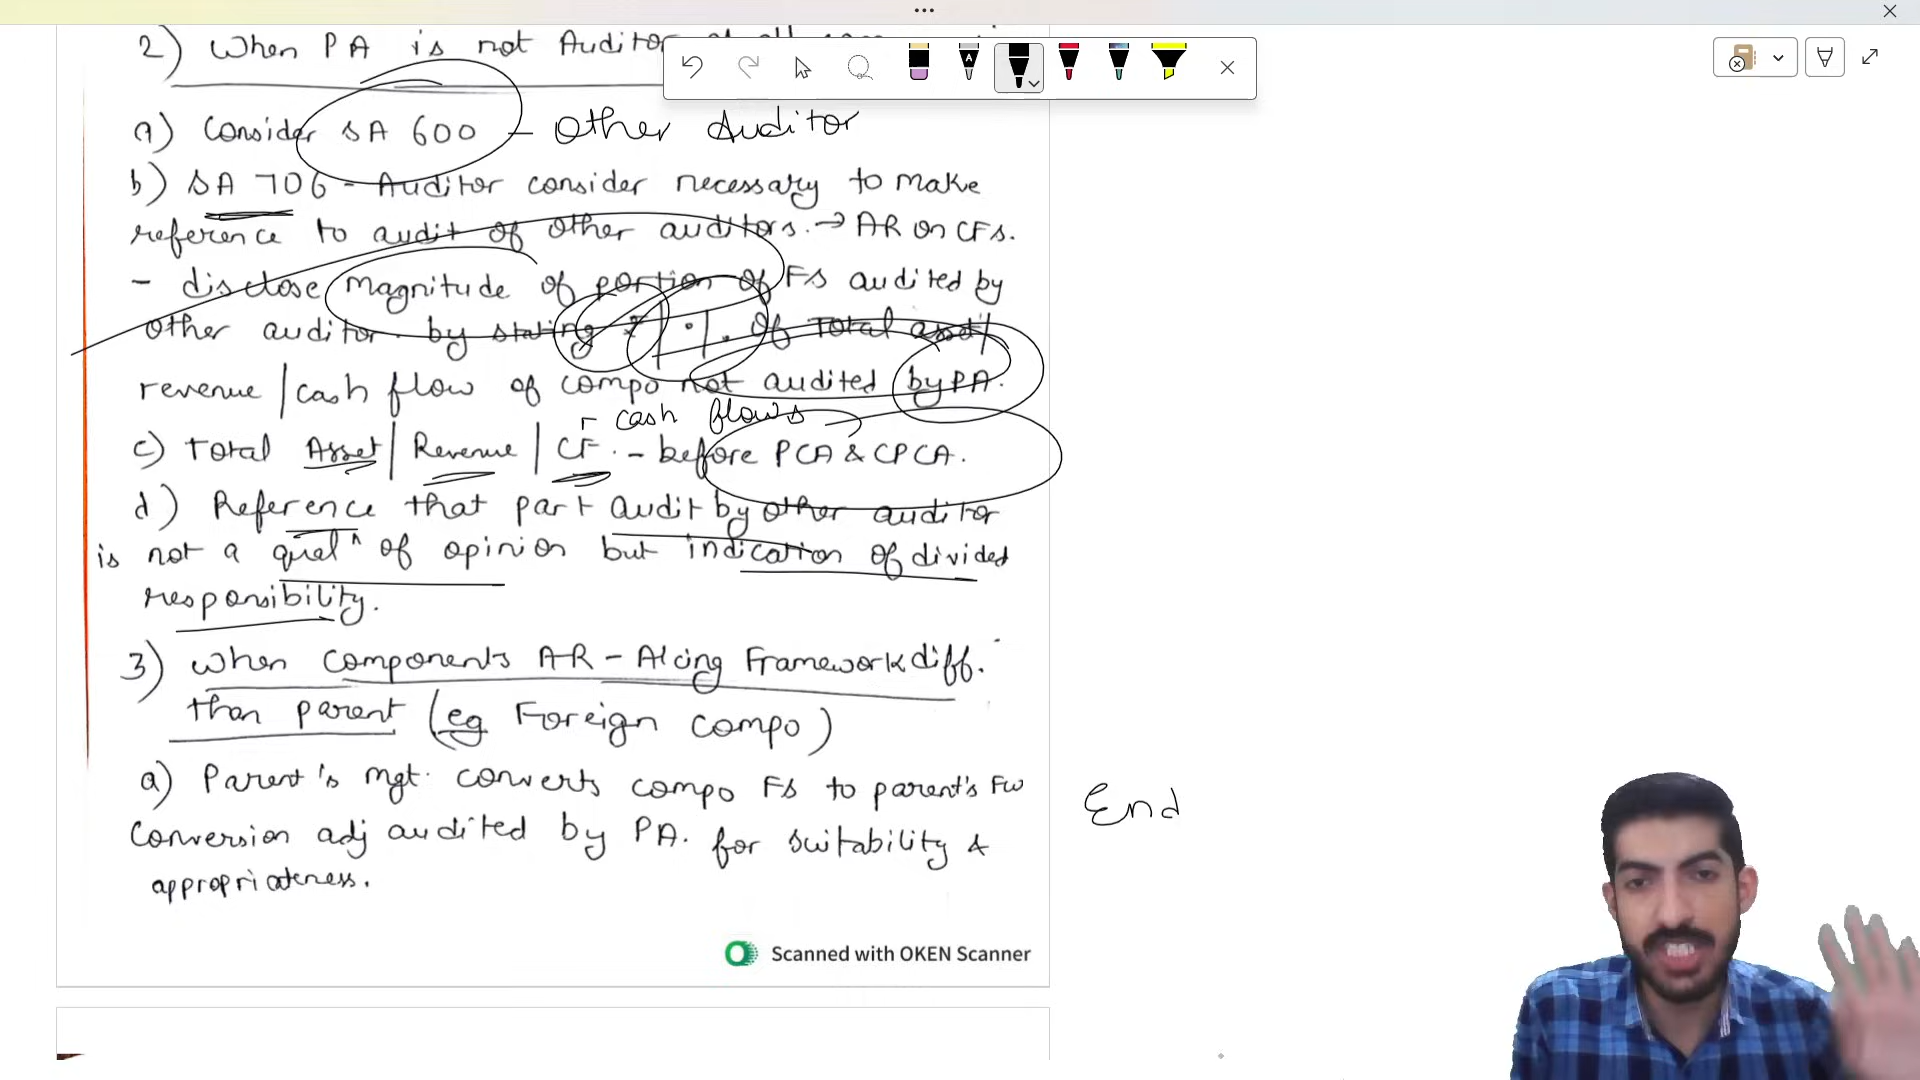 2) When PA is not Auditor of all
a) Consider SA 600 - Other Auditor
b) SA 706 - Auditor consider necessary to make
reference to audit of other auditors. → AR on CFs.
- disclose magnitude of portion of FS audited by
other auditor by stating ₹/%. of Total asset/
revenue/cash flow of compo not audited by PA.
cash flows
c) Total Asset/Revenue/CF. - before PCA & CPCA.
d) Reference that part audit by other auditor
is not a qualⁿ of opinion but indication of divided
responsibility.
3) When components AR - Alcing Framework diff.
than parent (eg Foreign compo)
a) Parent's mgt. converts compo FS to parent's FW
Conversion adj audited by PA. for suitability &
appropriateness.
End
Scanned with OKEN Scanner